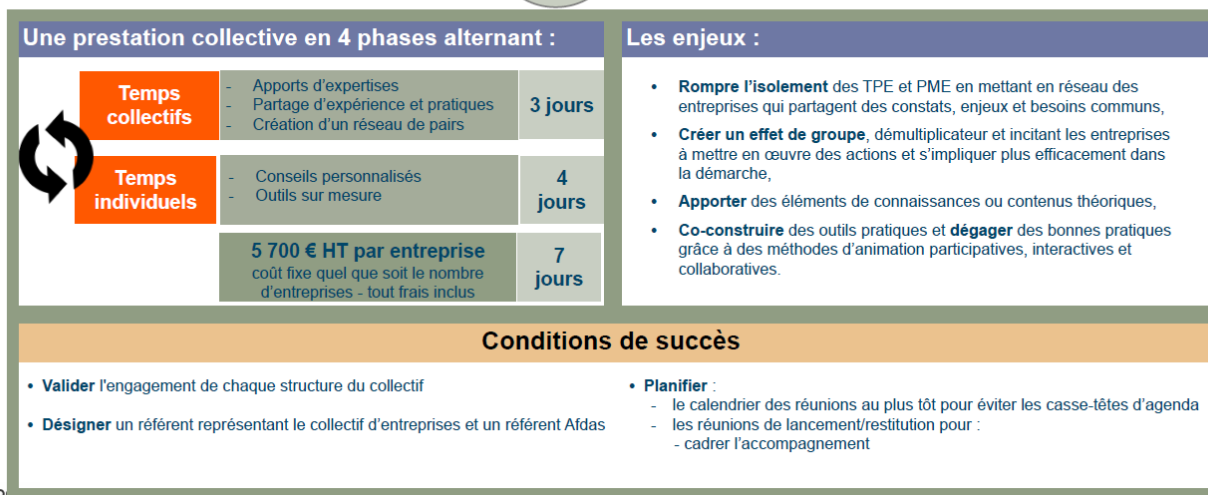 Une prestation collective en 4 phases alternant :
Temps
collectifs
- Apports d'expertises
- Partage d'expérience et pratiques
- Création d'un réseau de pairs
3 jours
Temps
individuels
- Conseils personnalisés
- Outils sur mesure
4
jours
5 700 € HT par entreprise
coût fixe quel que soit le nombre
d'entreprises - tout frais inclus
7
jours
Les enjeux :
• Rompre l'isolement des TPE et PME en mettant en réseau des
entreprises qui partagent des constats, enjeux et besoins communs,
• Créer un effet de groupe, démultiplicateur et incitant les entreprises
à mettre en œuvre des actions et s'impliquer plus efficacement dans
la démarche,
• Apporter des éléments de connaissances ou contenus théoriques,
• Co-construire des outils pratiques et dégager des bonnes pratiques
grâce à des méthodes d'animation participatives, interactives et
collaboratives.
Conditions de succès
• Valider l'engagement de chaque structure du collectif
• Désigner un référent représentant le collectif d'entreprises et un référent Afdas
• Planifier :
- le calendrier des réunions au plus tôt pour éviter les casse-têtes d'agenda
- les réunions de lancement/restitution pour :
- cadrer l'accompagnement